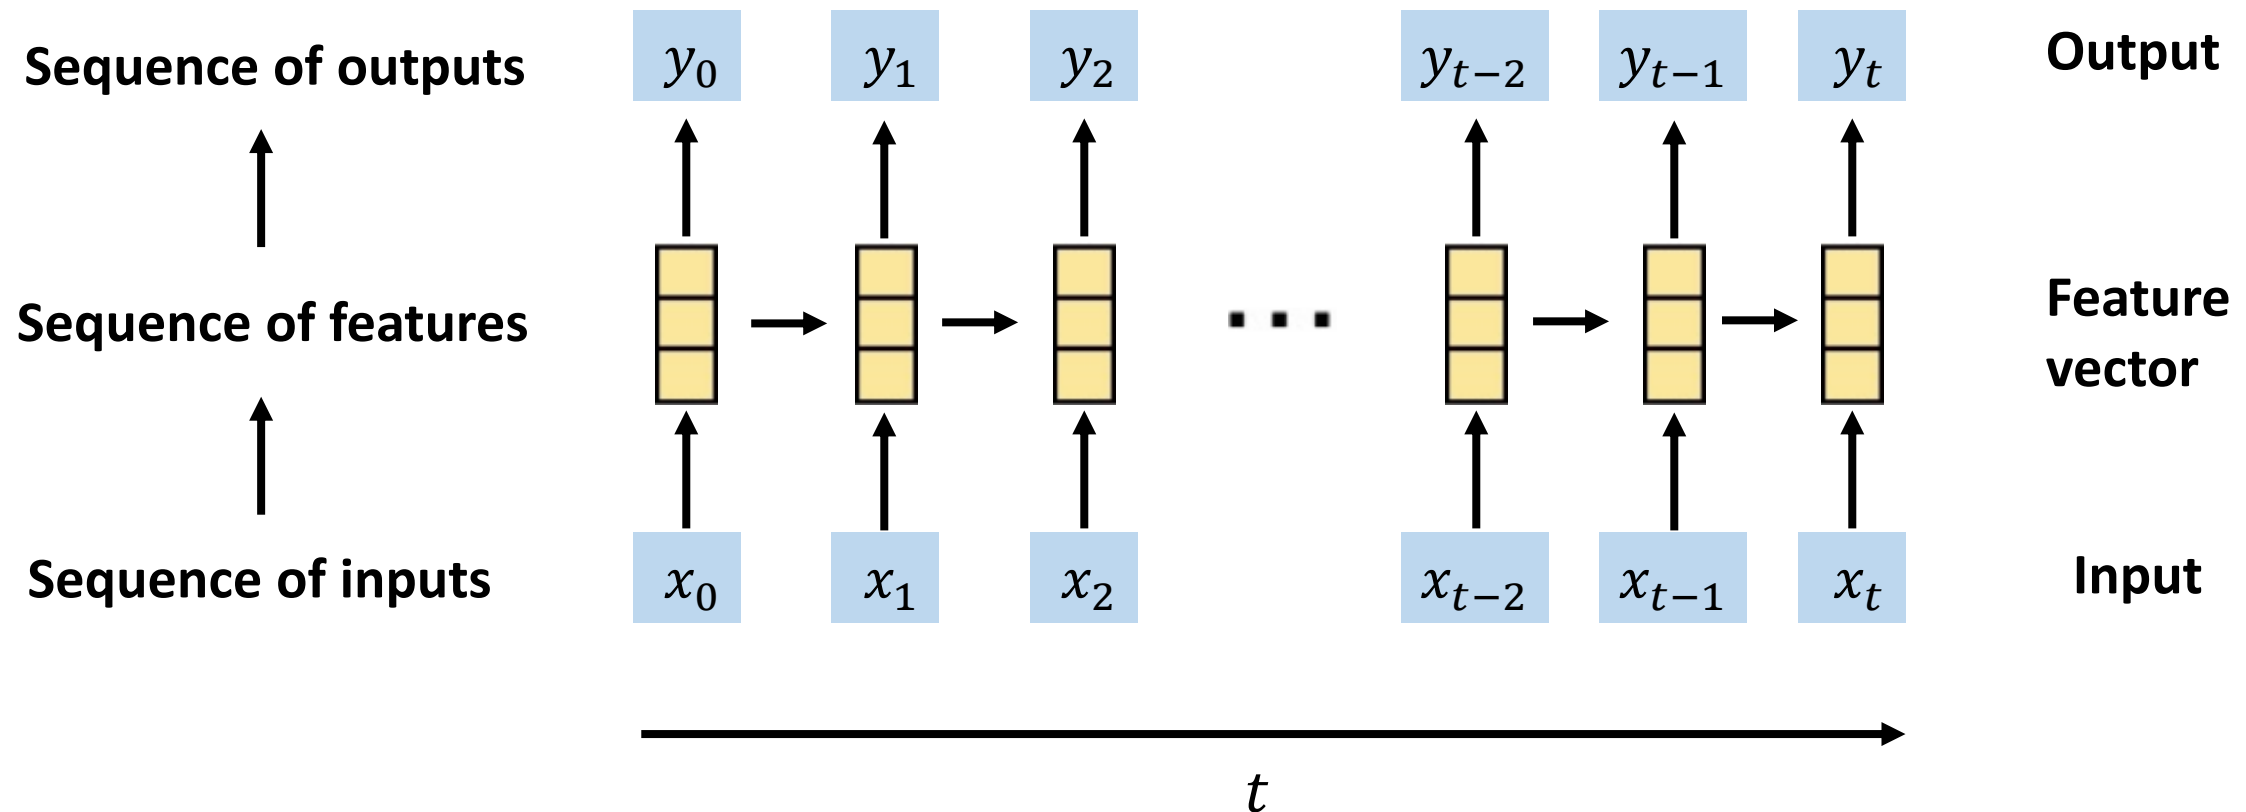 Sequence of outputs
y₀ y₁ y₂ yₜ₋₂ yₜ₋₁ yₜ
Output
Sequence of features
...
Feature
vector
Sequence of inputs
x₀ x₁ x₂ xₜ₋₂ xₜ₋₁ xₜ
Input
t